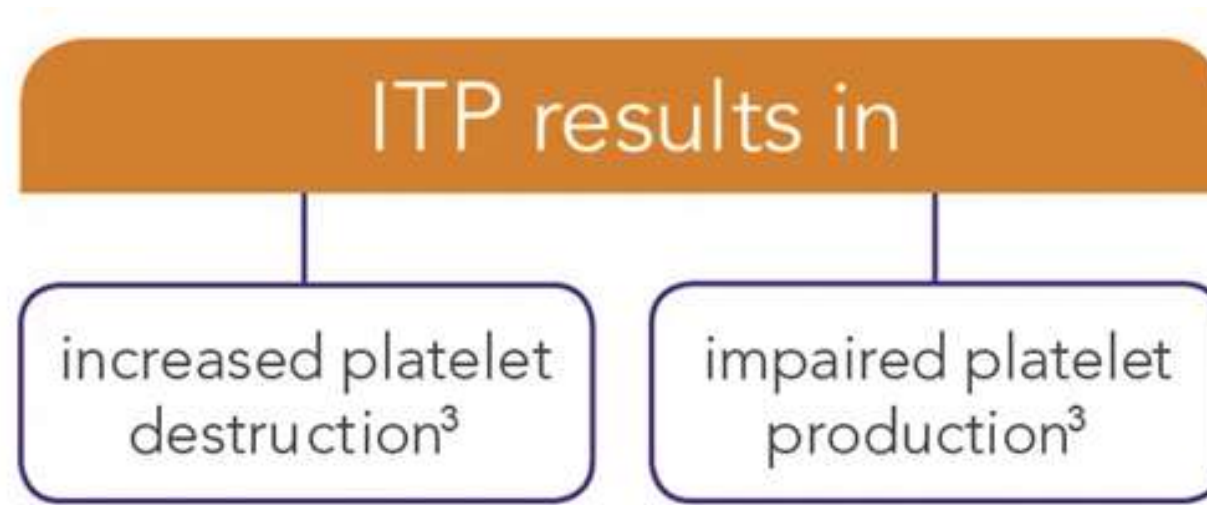 ITP results in
increased platelet
destruction³
impaired platelet
production³